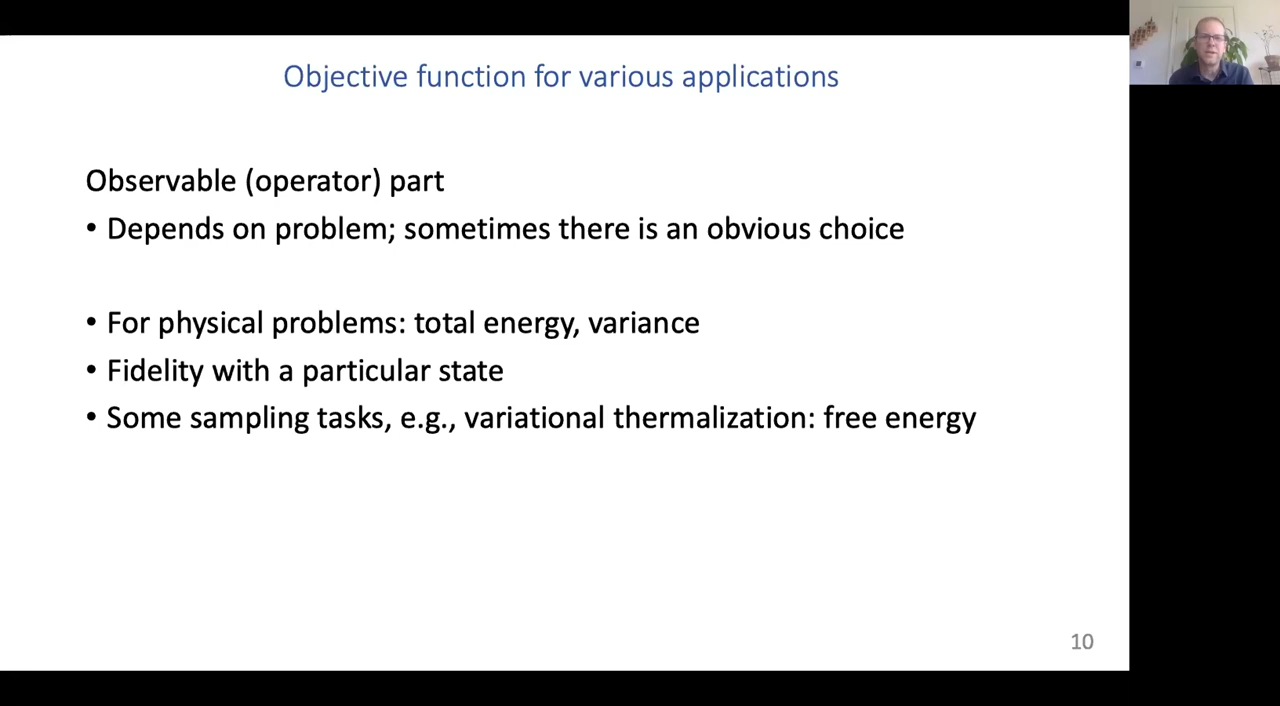 Objective function for various applications
Observable (operator) part
• Depends on problem; sometimes there is an obvious choice
• For physical problems: total energy, variance
• Fidelity with a particular state
• Some sampling tasks, e.g., variational thermalization: free energy
10